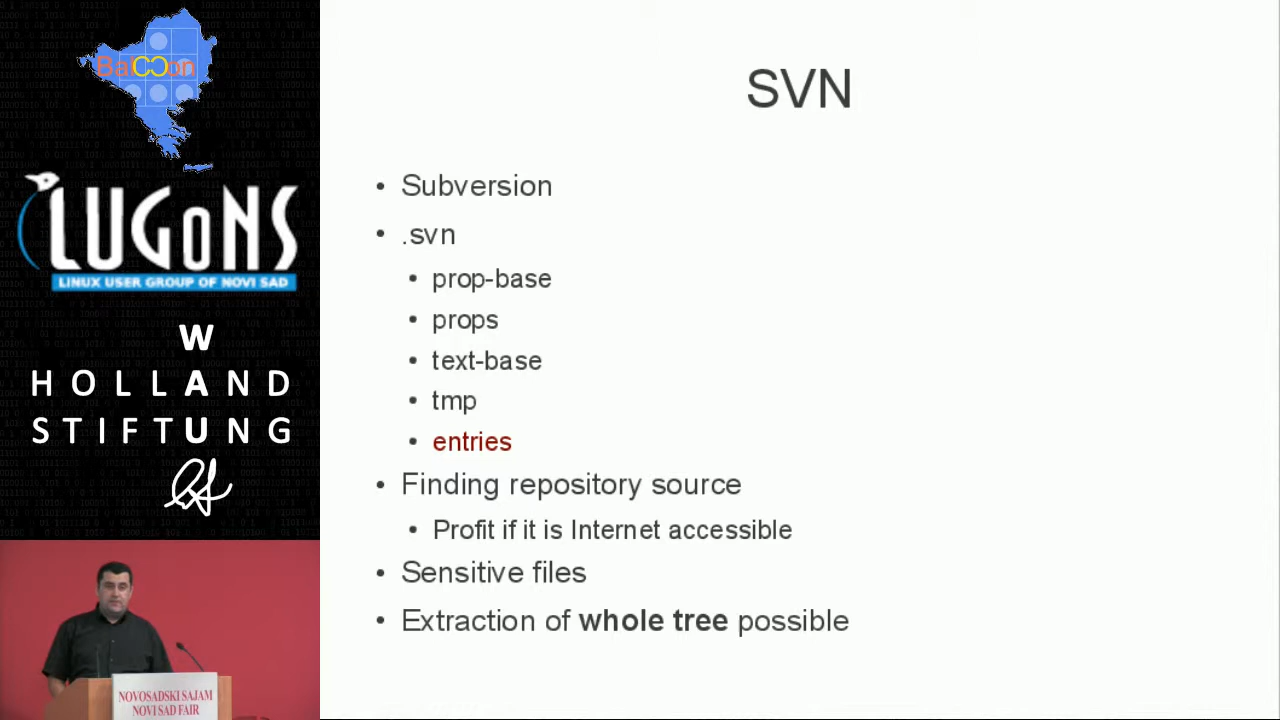 BalCCon
LUGONS
LINUX USER GROUP OF NOVI SAD
W
HOLLAND
STIFTUNG
NOVOSADSKI SAJAM
NOVI SAD FAIR
SVN
• Subversion
• .svn
• prop-base
• props
• text-base
• tmp
• entries
• Finding repository source
• Profit if it is Internet accessible
• Sensitive files
• Extraction of whole tree possible